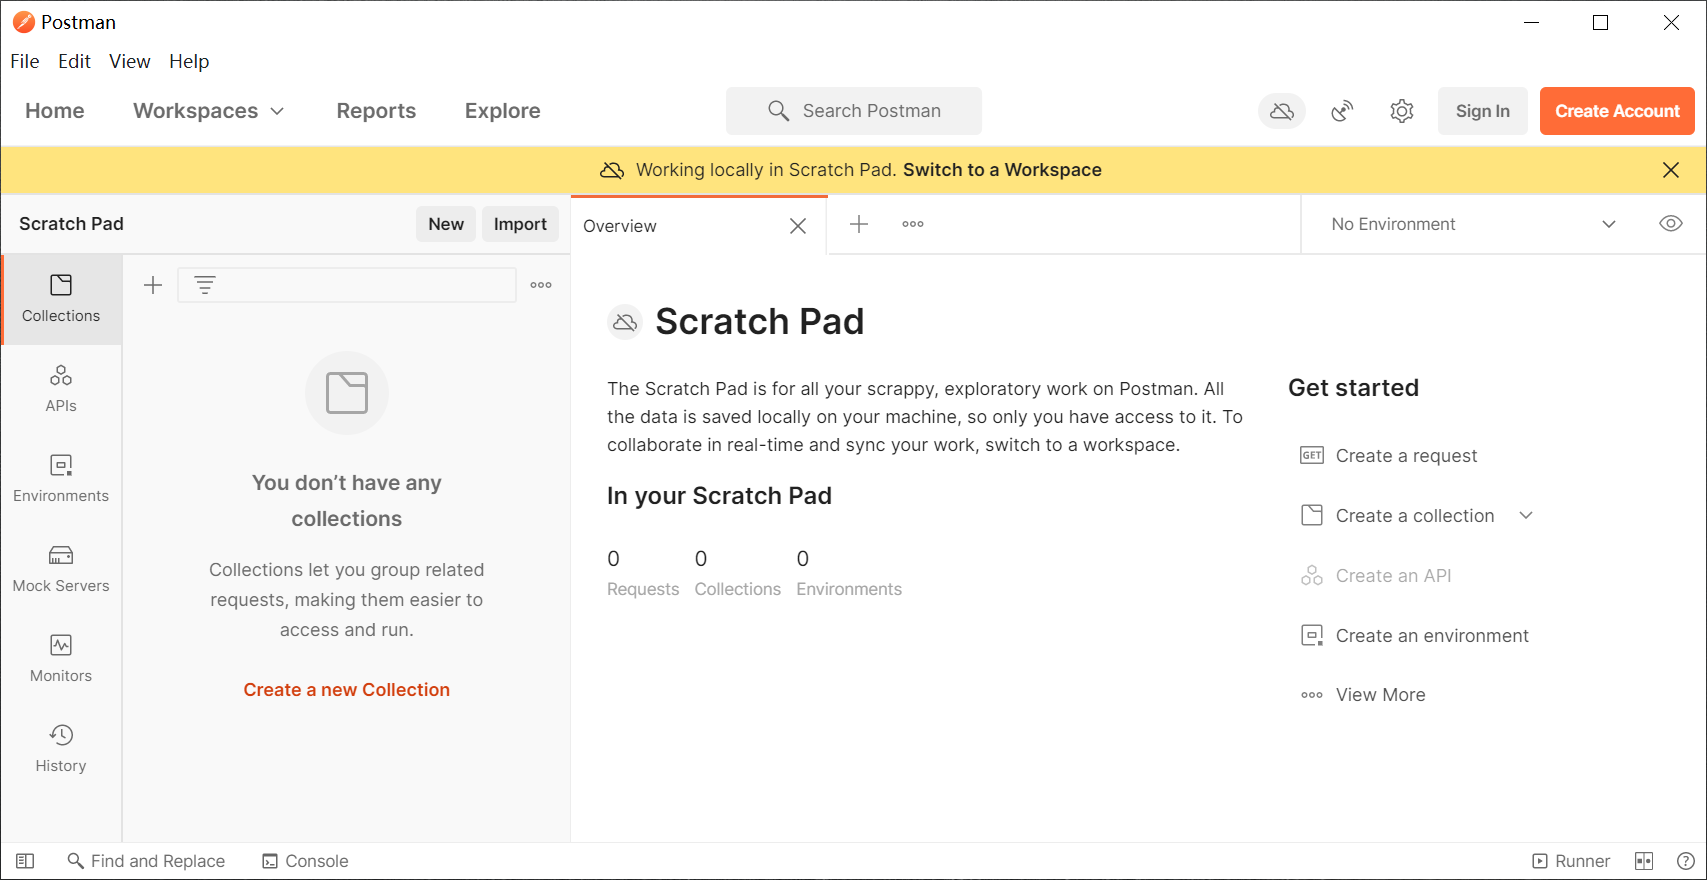 Postman
File Edit View Help
Home Workspaces Reports Explore Search Postman Sign In Create Account
Working locally in Scratch Pad. Switch to a Workspace
Scratch Pad New Import
Overview
No Environment
Collections
APIs
Environments
Mock Servers
Monitors
History
You don’t have any
collections
Collections let you group related
requests, making them easier to
access and run.
Create a new Collection
Scratch Pad
The Scratch Pad is for all your scrappy, exploratory work on Postman. All
the data is saved locally on your machine, so only you have access to it. To
collaborate in real-time and sync your work, switch to a workspace.
In your Scratch Pad
0 0 0
Requests Collections Environments
Get started
GET Create a request
Create a collection
Create an API
Create an environment
View More
Find and Replace Console Runner